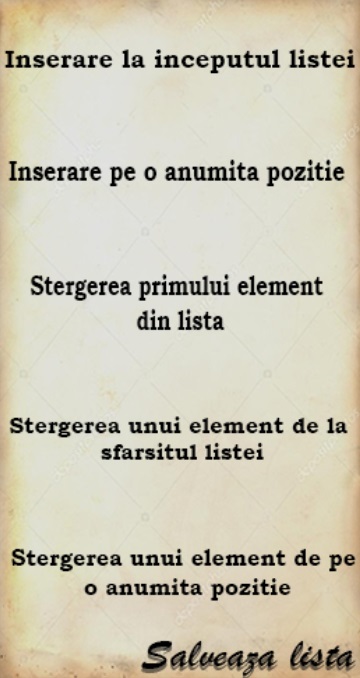 Inserare la inceputul listei
Inserare pe o anumita pozitie
Stergerea primului element
din lista
Stergerea unui element de la
sfarsitul listei
Stergerea unui element de pe
o anumita pozitie
Salveaza lista